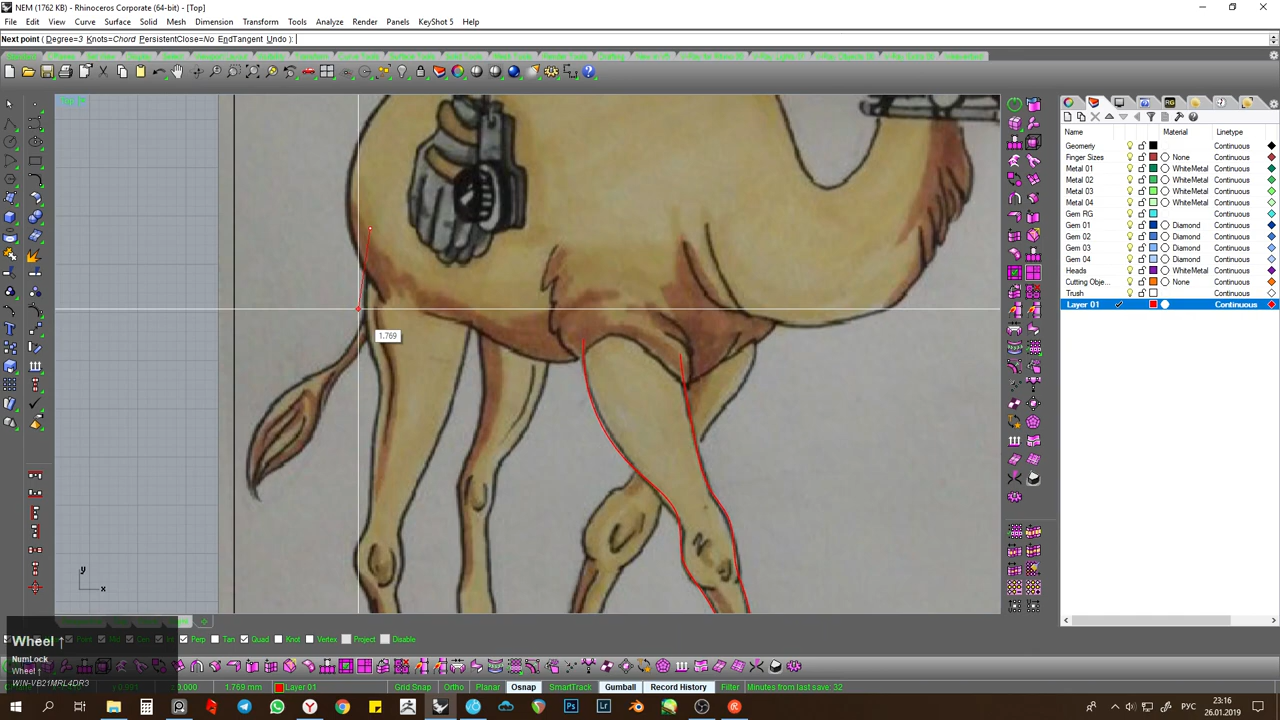 NEM (1762 KB) - Rhinoceros Corporate (64-bit) - [Top]
File Edit View Curve Surface Solid Mesh Dimension Transform Tools Analyze Render Panels KeyShot 5 Help
Next point ( Degree=3 Knots=Chord PersistentClose=No EndTangent Undo ):
Name Material Linetype
Geomeriy Continuous
Finger Sizes None Continuous
Metal 01 WhiteMetal Continuous
Metal 02 WhiteMetal Continuous
Metal 03 WhiteMetal Continuous
Metal 04 WhiteMetal Continuous
Gem RG Continuous
Gem 01 Diamond Continuous
Gem 02 Diamond Continuous
Gem 03 Diamond Continuous
Gem 04 Diamond Continuous
Heads WhiteMetal Continuous
Cutting Obje... None Continuous
Trush Continuous
Layer 01 Continuous
1.769
y
x
Wheel ↑
NumLock
Wheel ↑
WIN-VB21MRL4DR3
Perp Tan Quad Knot Vertex Project Disable
1.769 mm Layer 01 Grid Snap Ortho Planar Osnap SmartTrack Gumball Record History Filter Minutes from last save: 32
РУС
23:16
26.01.2019